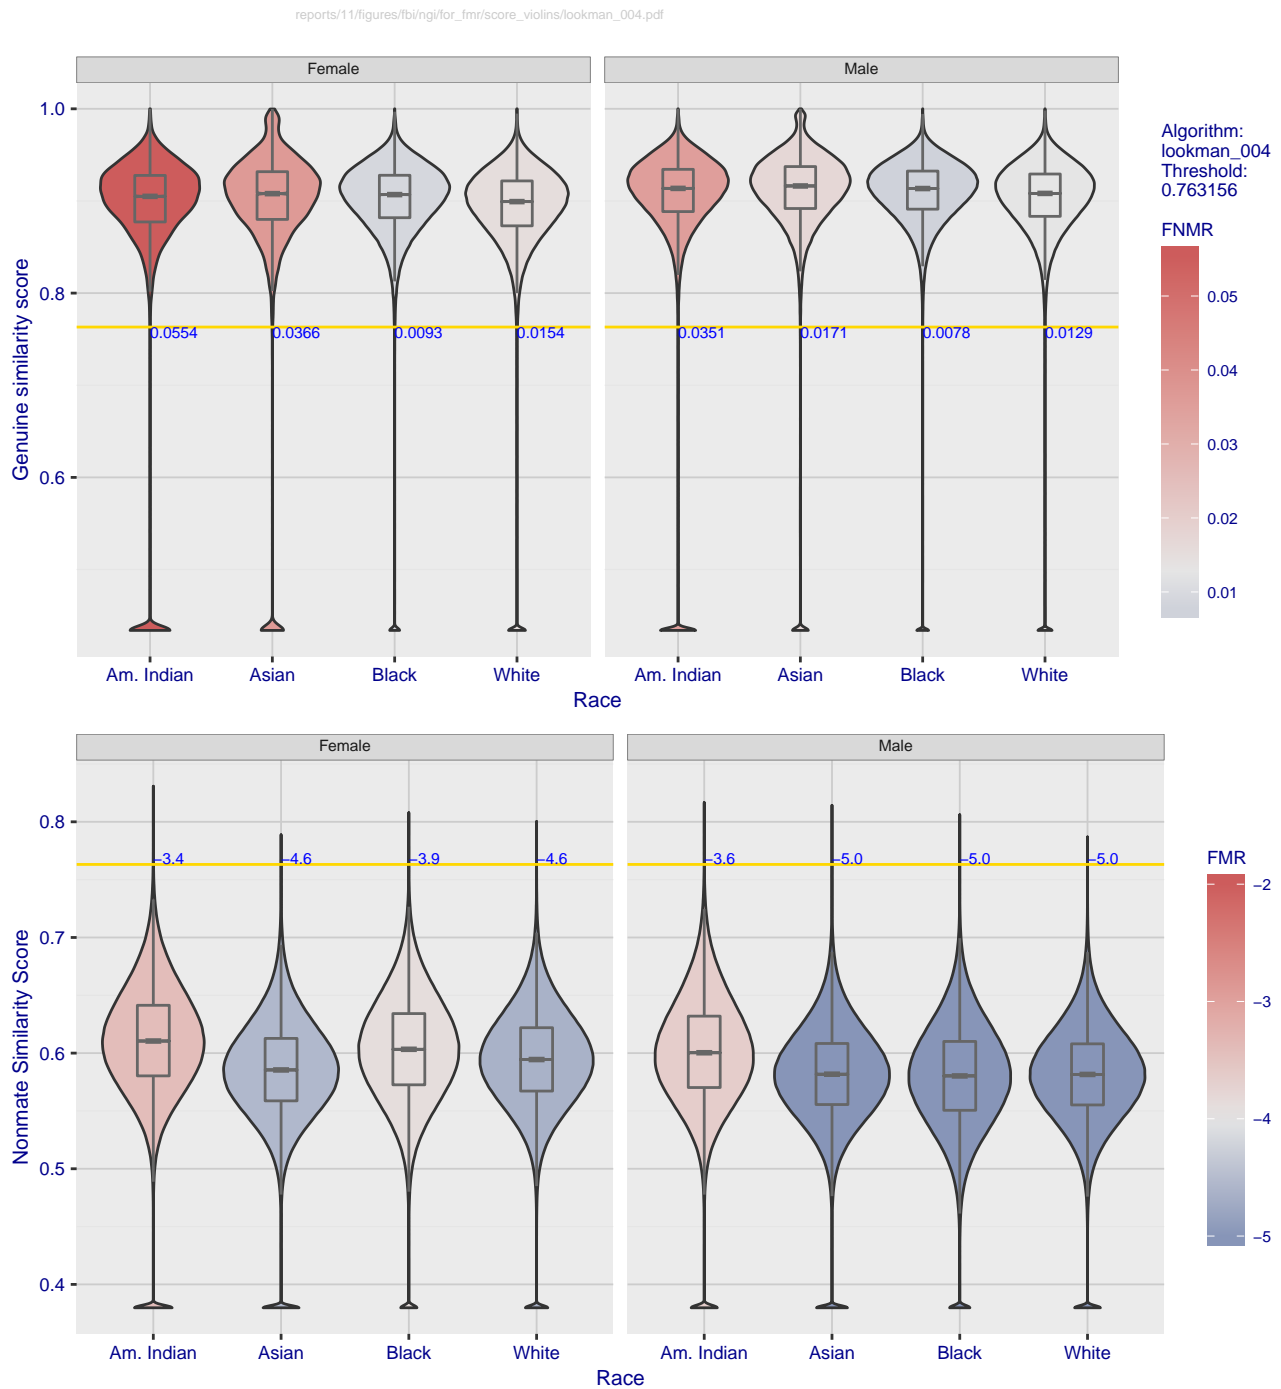 reports/11/figures/fbi/ngi/for_fmr/score_violins/lookman_004.pdf
Female
Male
Genuine similarity score
1.0
0.8
0.6
0.0554
0.0366
0.0093
0.0154
0.0351
0.0171
0.0078
0.0129
Am. Indian
Asian
Black
White
Am. Indian
Asian
Black
White
Race
Algorithm:
lookman_004
Threshold:
0.763156
FNMR
0.05
0.04
0.03
0.02
0.01
Female
Male
Nonmate Similarity Score
0.8
0.7
0.6
0.5
0.4
−3.4
−4.6
−3.9
−4.6
−3.6
−5.0
−5.0
−5.0
Am. Indian
Asian
Black
White
Am. Indian
Asian
Black
White
Race
FMR
−2
−3
−4
−5